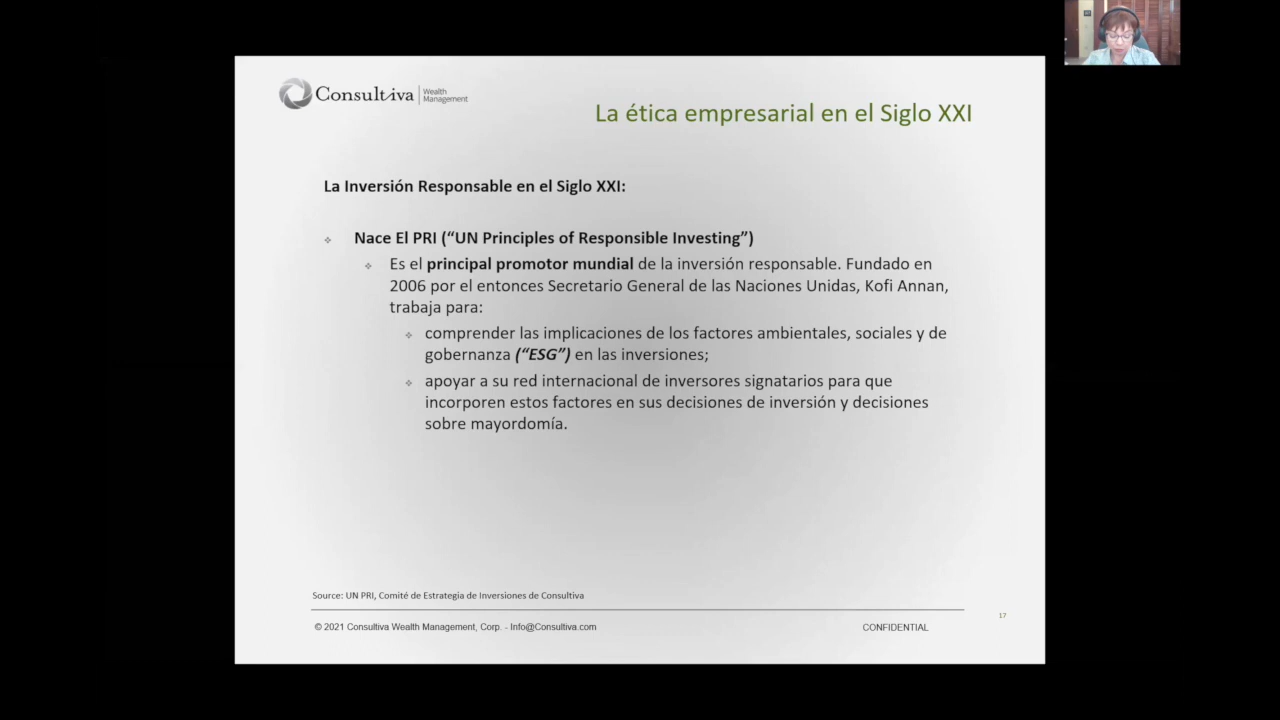 Consultiva Wealth Management
La ética empresarial en el Siglo XXI
La Inversión Responsable en el Siglo XXI:
Nace El PRI (“UN Principles of Responsible Investing”)
Es el principal promotor mundial de la inversión responsable. Fundado en
2006 por el entonces Secretario General de las Naciones Unidas, Kofi Annan,
trabaja para:
comprender las implicaciones de los factores ambientales, sociales y de
gobernanza (“ESG”) en las inversiones;
apoyar a su red internacional de inversores signatarios para que
incorporen estos factores en sus decisiones de inversión y decisiones
sobre mayordomía.
Source: UN PRI, Comité de Estrategia de Inversiones de Consultiva
17
© 2021 Consultiva Wealth Management, Corp. - Info@Consultiva.com
CONFIDENTIAL